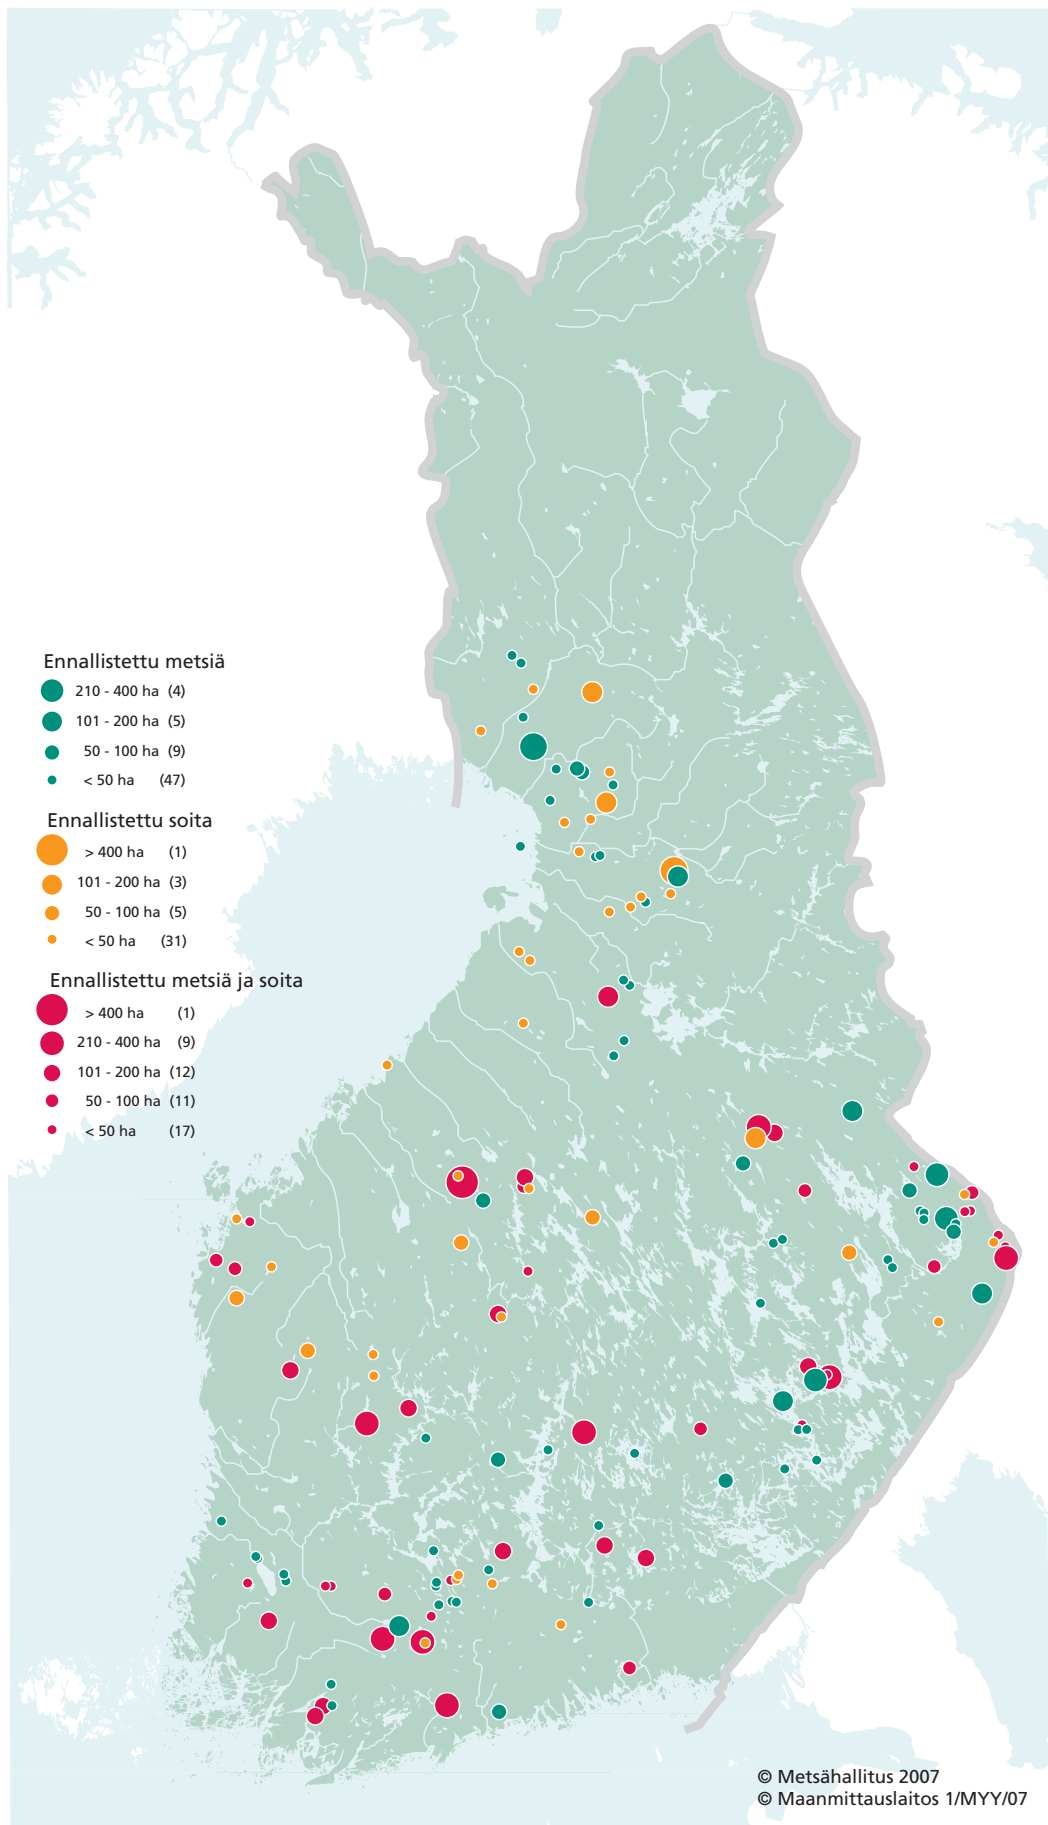 Ennallistettu metsiä
210 - 400 ha (4)
101 - 200 ha (5)
50 - 100 ha (9)
< 50 ha (47)
Ennallistettu soita
> 400 ha (1)
101 - 200 ha (3)
50 - 100 ha (5)
< 50 ha (31)
Ennallistettu metsiä ja soita
> 400 ha (1)
210 - 400 ha (9)
101 - 200 ha (12)
50 - 100 ha (11)
< 50 ha (17)
© Metsähallitus 2007
© Maanmittauslaitos 1/MYY/07